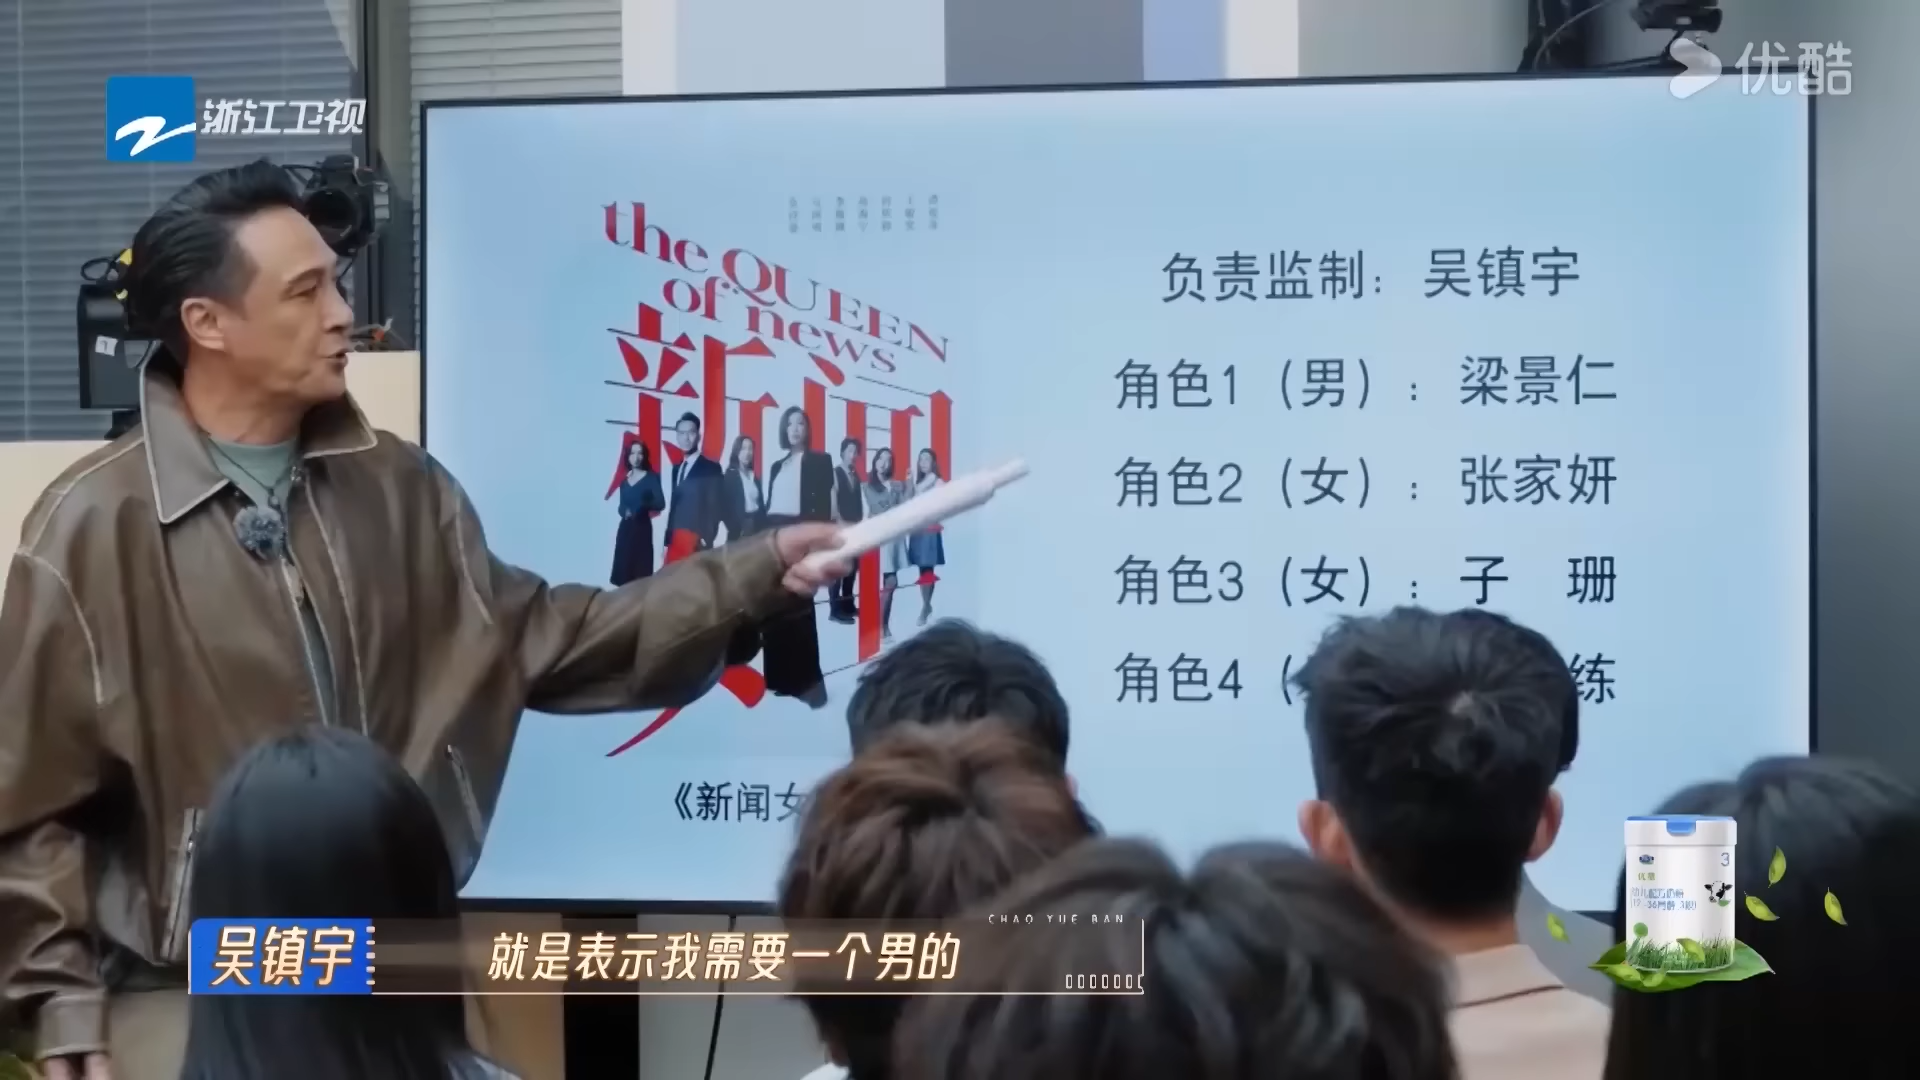 浙江卫视
优酷
the QUEEN
of news
新闻女
负责监制：吴镇宇
角色1（男）：梁景仁
角色2（女）：张家妍
角色3（女）：子 珊
角色4（ 练
《新闻女
CHAO YUE BAN
吴镇宇
就是表示我需要一个男的
3